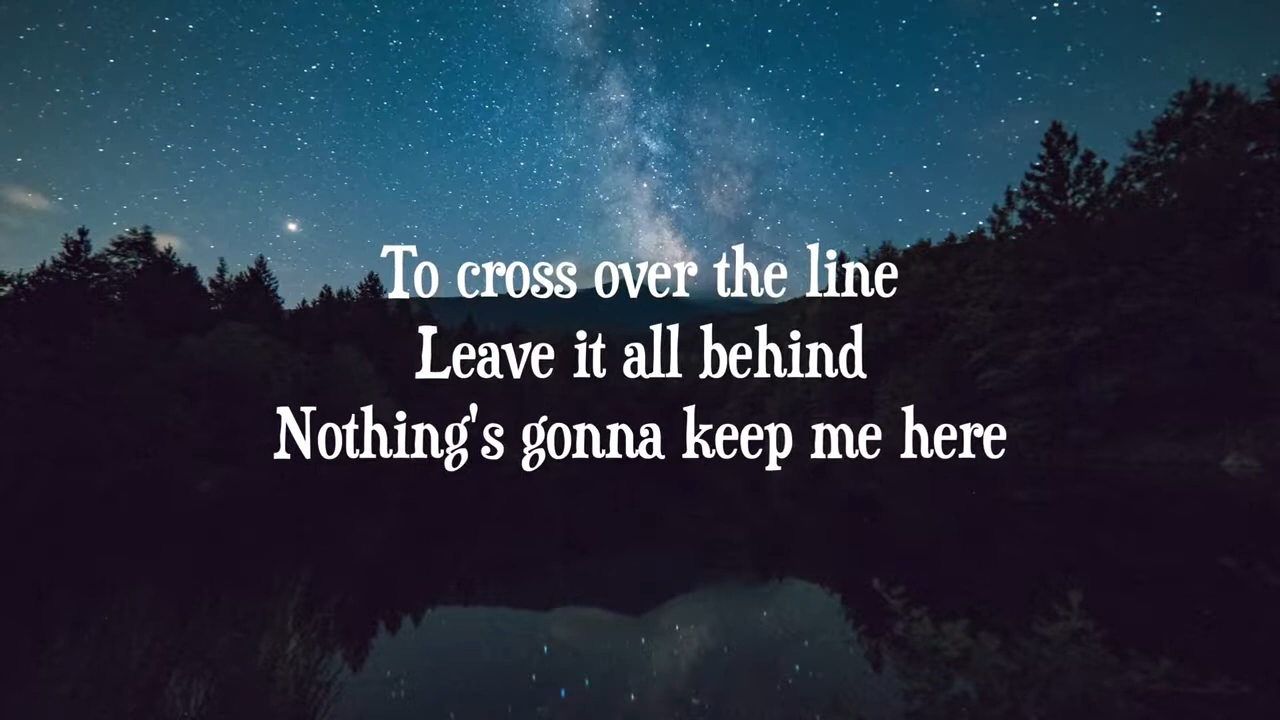 To cross over the line
Leave it all behind
Nothing's gonna keep me here